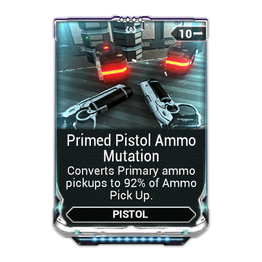 10
Primed Pistol Ammo
Mutation
Converts Primary ammo
pickups to 92% of Ammo
Pick Up.
PISTOL